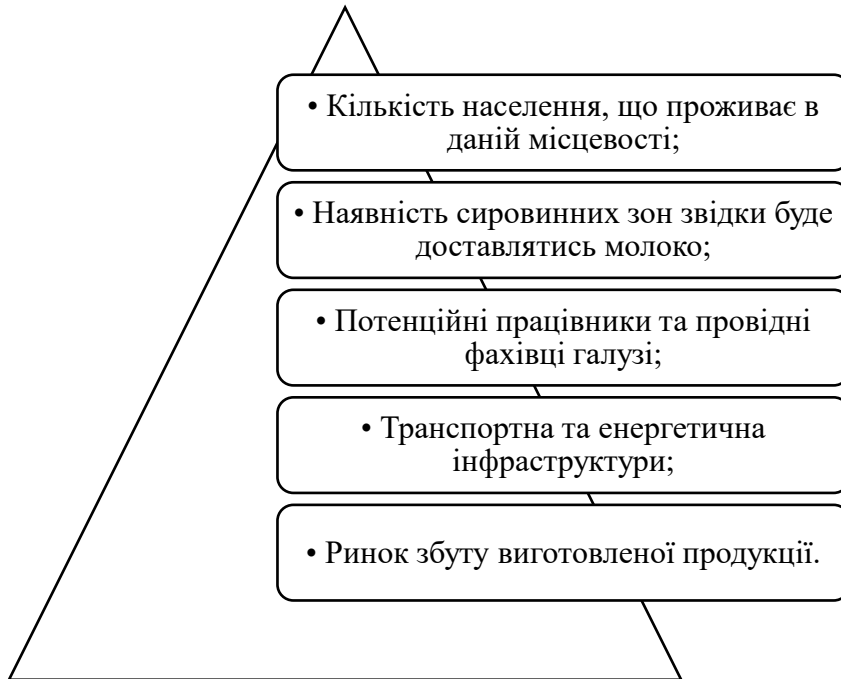 • Кількість населення, що проживає в
даній місцевості;
• Наявність сировинних зон звідки буде
доставлятись молоко;
• Потенційні працівники та провідні
фахівці галузі;
• Транспортна та енергетична
інфраструктури;
• Ринок збуту виготовленої продукції.